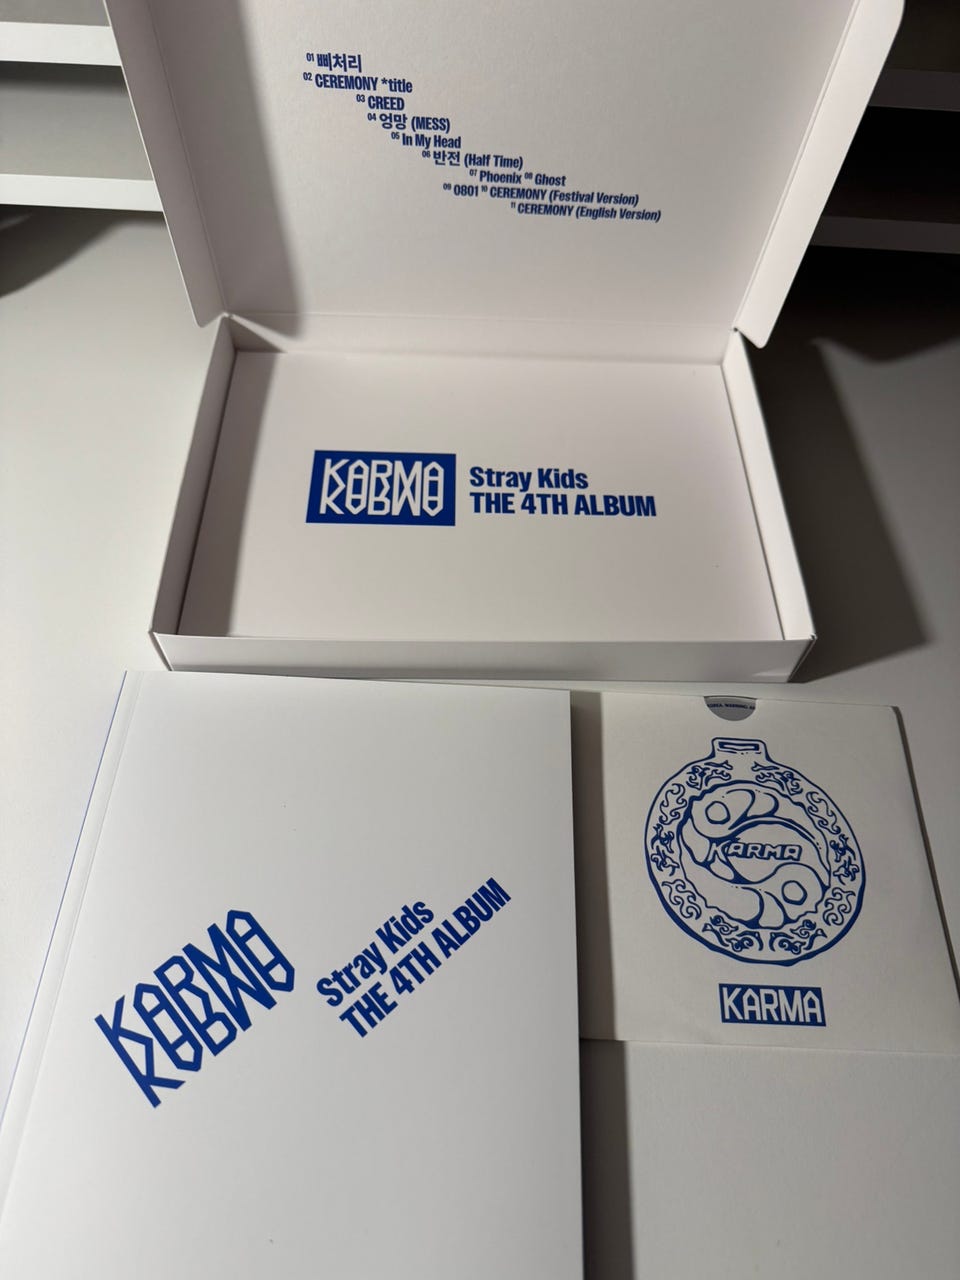 01 삐처리
02 CEREMONY *title
03 CREED
04 엉망 (MESS)
05 In My Head
06 반전 (Half Time)
07 Phoenix 08 Ghost
09 0801 10 CEREMONY (Festival Version)
11 CEREMONY (English Version)
KARMA
Stray Kids
THE 4TH ALBUM
KARMA
Stray Kids
THE 4TH ALBUM
KOREA. WARNING:
KARMA
KARMA